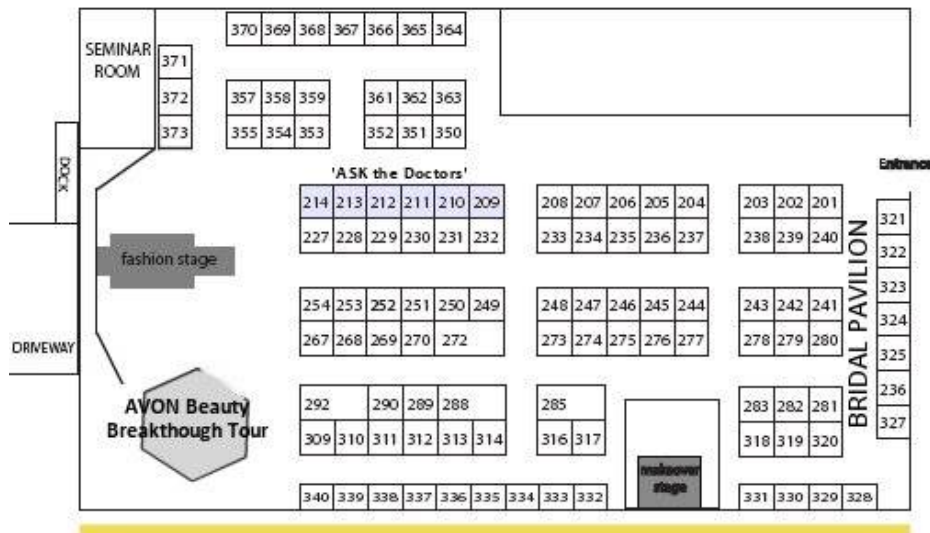 370 369 368 367 366 365 364
SEMINAR
ROOM
371
372
373
357 358 359
361 362 363
355 354 353
352 351 350
DOCK
'ASK the Doctors'
Entrance
214 213 212 211 210 209
208 207 206 205 204
203 202 201
227 228 229 230 231 232
233 234 235 236 237
238 239 240
321
322
323
324
325
236
327
BRIDAL PAVILION
fashion stage
254 253 252 251 250 249
248 247 246 245 244
243 242 241
267 268 269 270 272
273 274 275 276 277
278 279 280
DRIVEWAY
AVON Beauty
Breakthough Tour
292 290 289 288
285
283 282 281
309 310 311 312 313 314
316 317
318 319 320
makeover
stage
340 339 338 337 336 335 334 333 332
331 330 329 328